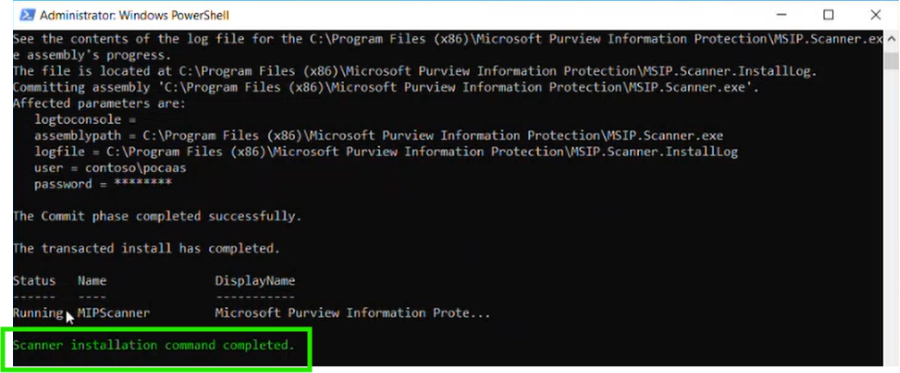 Administrator: Windows PowerShell
See the contents of the log file for the C:\Program Files (x86)\Microsoft Purview Information Protection\MSIP.Scanner.ex
e assembly's progress.
The file is located at C:\Program Files (x86)\Microsoft Purview Information Protection\MSIP.Scanner.InstallLog.
Committing assembly 'C:\Program Files (x86)\Microsoft Purview Information Protection\MSIP.Scanner.exe'.
Affected parameters are:
logtoconsole =
assemblypath = C:\Program Files (x86)\Microsoft Purview Information Protection\MSIP.Scanner.exe
logfile = C:\Program Files (x86)\Microsoft Purview Information Protection\MSIP.Scanner.InstallLog
user = contoso\pocaas
password = ********
The Commit phase completed successfully.
The transacted install has completed.
Status Name DisplayName
------ ---- -----------
Running MIPScanner Microsoft Purview Information Prote...
Scanner installation command completed.